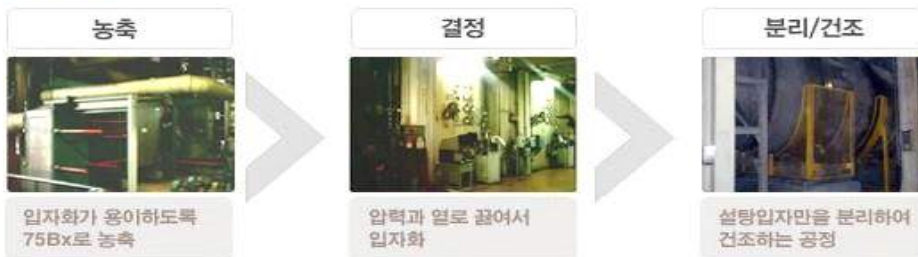 농축
결정
분리/건조
입자화가 용이하도록
75Bx로 농축
압력과 열로 끓여서
입자화
설탕입자만을 분리하여
건조하는 공정